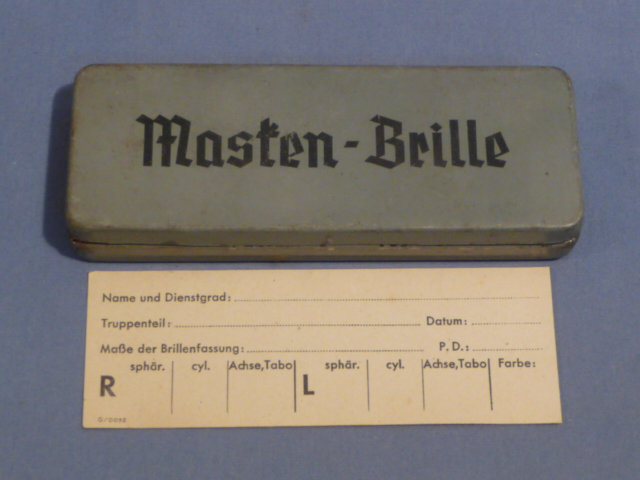 Masken-Brille
Name und Dienstgrad:
Truppenteil: Datum:
Maße der Brillenfassung: P. D.:
sphär. cyl. Achse,Tabo sphär. cyl. Achse,Tabo Farbe:
R L